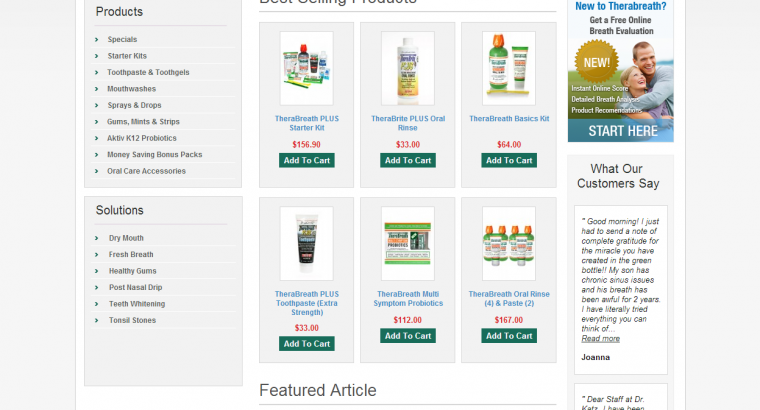 Products
Specials
Starter Kits
Toothpaste & Toothgels
Mouthwashes
Sprays & Drops
Gums, Mints & Strips
Aktiv K12 Probiotics
Money Saving Bonus Packs
Oral Care Accessories
Solutions
Dry Mouth
Fresh Breath
Healthy Gums
Post Nasal Drip
Teeth Whitening
Tonsil Stones
Best Selling Products
TheraBreath PLUS
Starter Kit
$156.90
Add To Cart
TheraBrite PLUS Oral
Rinse
$33.00
Add To Cart
TheraBreath Basics Kit
$64.00
Add To Cart
TheraBreath PLUS
Toothpaste (Extra
Strength)
$33.00
Add To Cart
TheraBreath Multi
Symptom Probiotics
$112.00
Add To Cart
TheraBreath Oral Rinse
(4) & Paste (2)
$167.00
Add To Cart
Featured Article
New to Therabreath?
Get a Free Online
Breath Evaluation
NEW!
Instant Online Score
Detailed Breath Analysis
Product Recomendations
START HERE
What Our
Customers Say
" Good morning! I just
had to send a note of
complete gratitude for
the miracle you have
created in the green
bottle!! My son has
chronic sinus issues
and his breath has
been awful for 2 years.
I have literally tried
everything you can
think of...
Read more
Joanna
" Dear Staff at Dr.
Katz, I have been